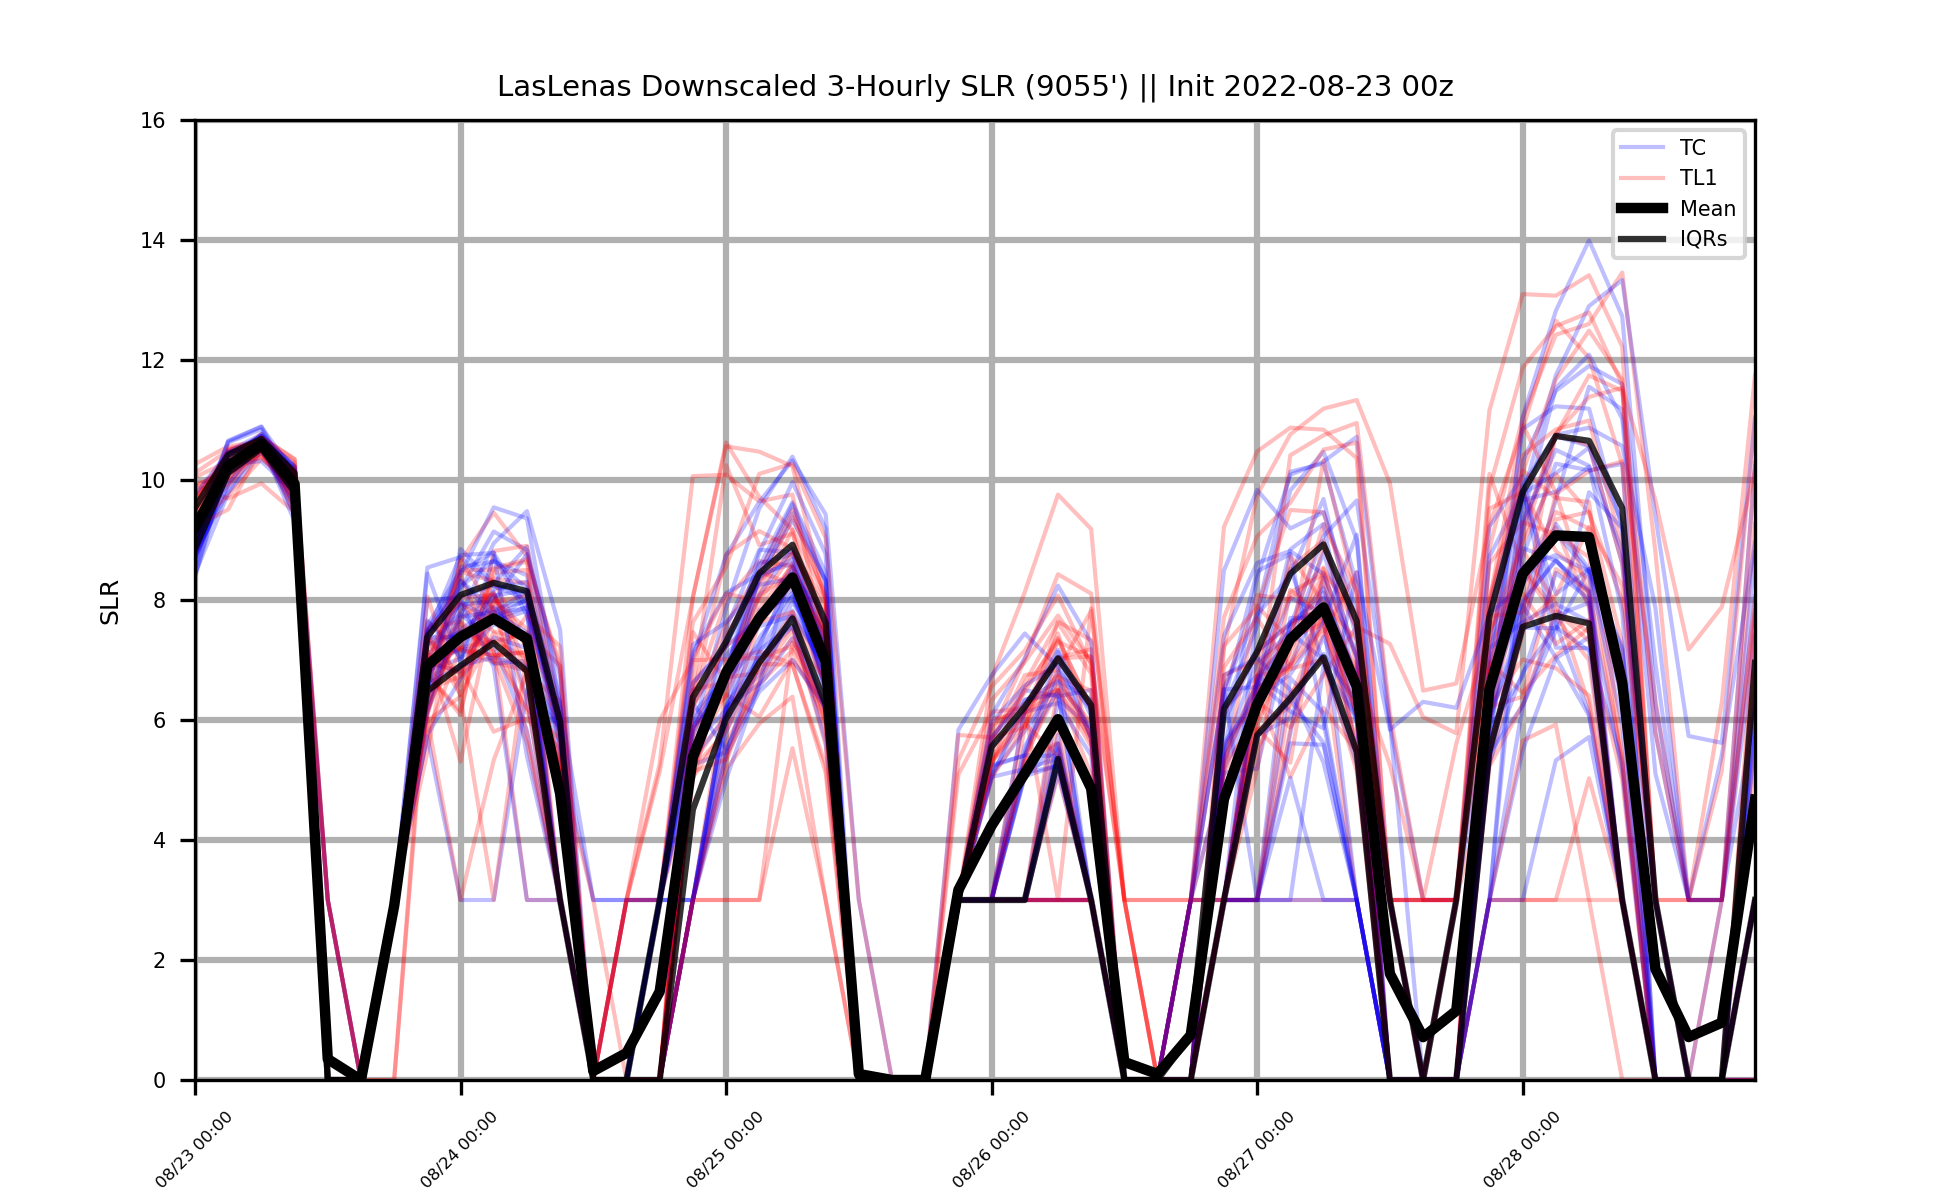 LasLenas Downscaled 3-Hourly SLR (9055') || Init 2022-08-23 00z
16
14
12
10
8
6
4
2
0
SLR
TC
TL1
Mean
IQRs
08/23 00:00
08/24 00:00
08/25 00:00
08/26 00:00
08/27 00:00
08/28 00:00